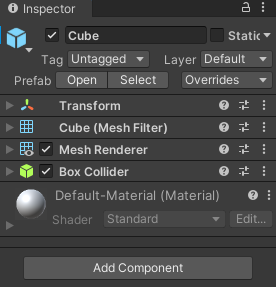 Inspector
Cube Static
Tag Untagged Layer Default
Prefab Open Select Overrides
Transform
Cube (Mesh Filter)
Mesh Renderer
Box Collider
Default-Material (Material)
Shader Standard Edit...
Add Component